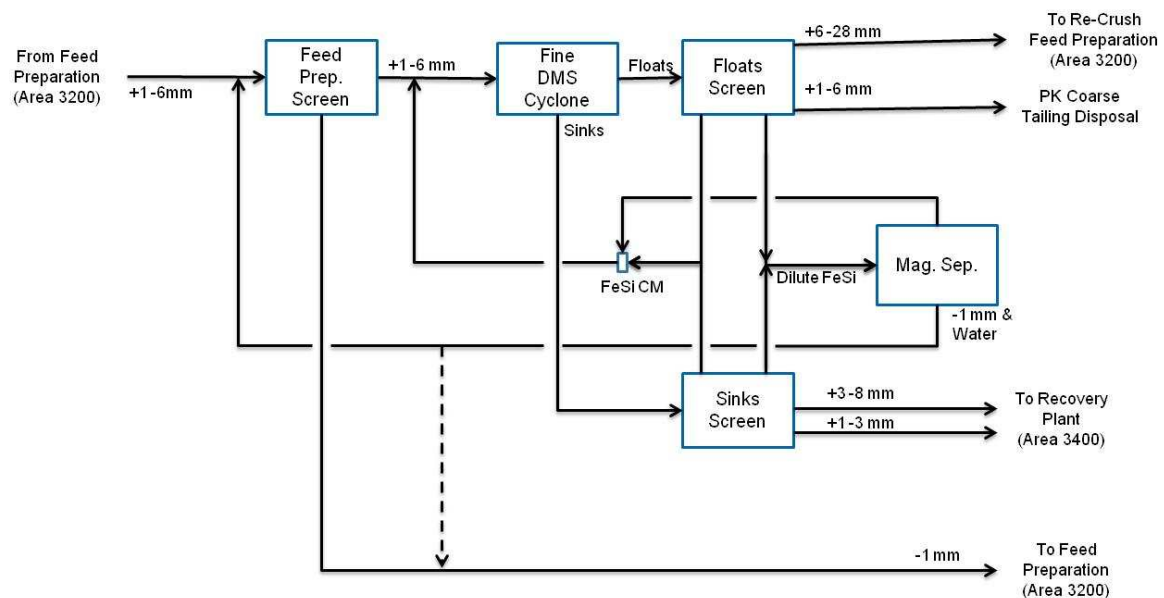 From Feed
Preparation
(Area 3200)
+1-6mm
Feed
Prep.
Screen
+1-6 mm
Fine
DMS
Cyclone
Floats
Sinks
Floats
Screen
+6-28 mm
To Re-Crush
Feed Preparation
(Area 3200)
+1-6 mm
PK Coarse
Tailing Disposal
FeSi CM
Dilute FeSi
Mag. Sep.
-1 mm &
Water
Sinks
Screen
+3-8 mm
+1-3 mm
To Recovery
Plant
(Area 3400)
-1 mm
To Feed
Preparation
(Area 3200)